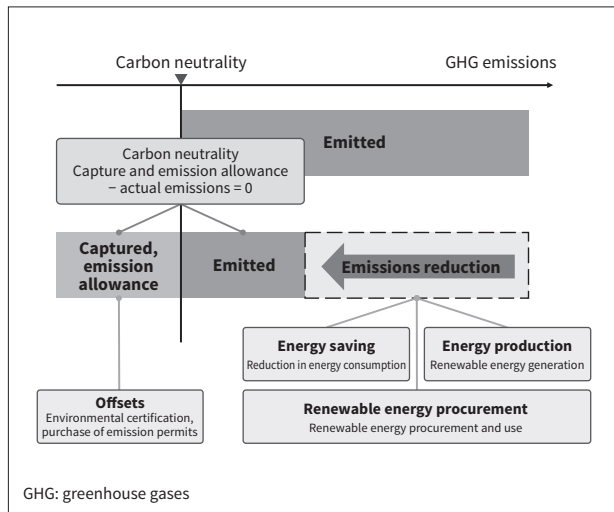 Carbon neutrality
GHG emissions
Emitted
Carbon neutrality
Capture and emission allowance
− actual emissions = 0
Captured,
emission
allowance
Emitted
Emissions reduction
Energy saving
Reduction in energy consumption
Energy production
Renewable energy generation
Offsets
Environmental certification,
purchase of emission permits
Renewable energy procurement
Renewable energy procurement and use
GHG: greenhouse gases